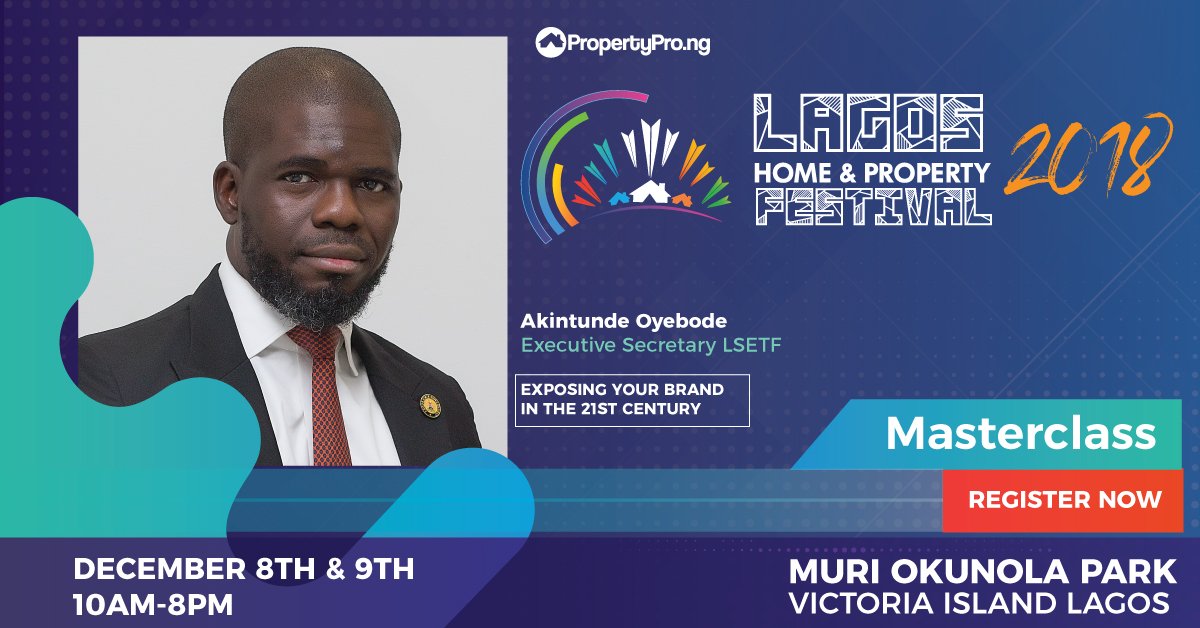 PropertyPro.ng
LAGOS
HOME & PROPERTY
FESTIVAL
2018
Akintunde Oyebode
Executive Secretary LSETF
EXPOSING YOUR BRAND
IN THE 21ST CENTURY
Masterclass
REGISTER NOW
DECEMBER 8TH & 9TH
10AM-8PM
MURI OKUNOLA PARK
VICTORIA ISLAND LAGOS